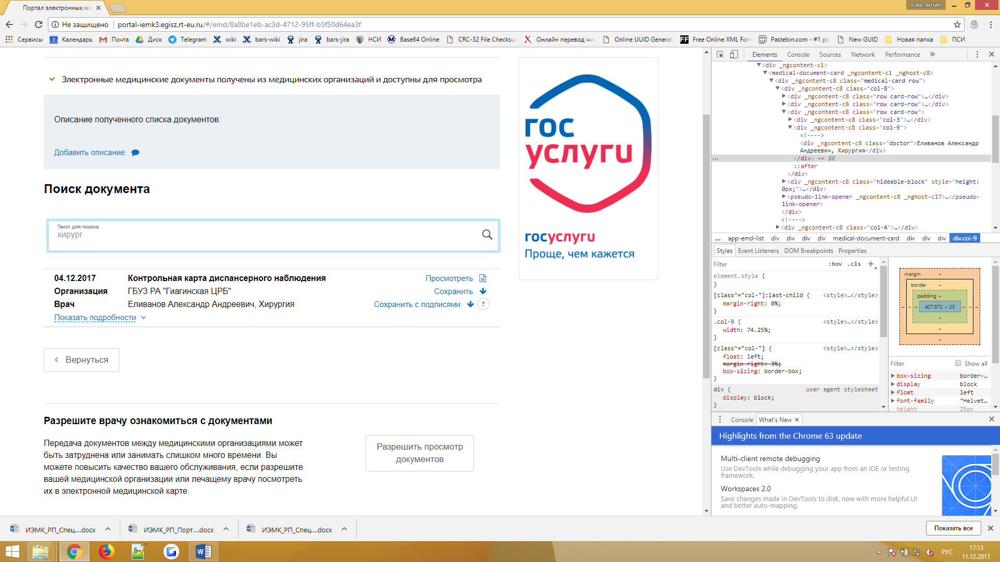 Портал электронных ме
Константин
Не защищено
portal-iemk3.egisz.rt-eu.ru/#/emd/8a8be1eb-ac3d-4712-95ff-b5f50d64ea3f
Сервисы
Календарь
Почта
Диск
Telegram
wiki
bars-wiki
jira
bars-jira
НСИ
Base64 Online
CRC-32 File Checksum
Онлайн перевод чис
Online UUID Generat
Free Online XML For
Pastebin.com - #1 pa
New GUID
Новая папка
ПСИ
Электронные медицинские документы получены из медицинских организаций и доступны для просмотра
Описание полученного списка документов:
Добавить описание
Поиск документа
Текст для поиска
хирург
04.12.2017 Контрольная карта диспансерного наблюдения Просмотреть
Организация ГБУЗ РА "Гиагинская ЦРБ" Сохранить
Врач Еливанов Александр Андреевич, Хирургия Сохранить с подписями ?
Показать подробности
Вернуться
Разрешите врачу ознакомиться с документами
Передача документов между медицинскими организациями может
быть затруднена или занимать слишком много времени. Вы
можете повысить качество вашего обслуживания, если разрешите
вашей медицинской организации или лечащему врачу посмотреть
их в электронной медицинской карте.
Разрешить просмотр
документов
гос
услуги
госуслуги
Проще, чем кажется
Elements Console Sources Network Performance »
<div _ngcontent-c1>
<medical-document-card _ngcontent-c1 _nghost-c8>
<div _ngcontent-c8 class="medical-card row">
<div _ngcontent-c8 class="col-8">
<div _ngcontent-c8 class="row card-row">…</div>
<div _ngcontent-c8 class="row card-row">…</div>
<div _ngcontent-c8 class="row card-row">
<div _ngcontent-c8 class="col-3">…</div>
<div _ngcontent-c8 class="col-9">
<!---->
<div _ngcontent-c8 class="doctor">Еливанов Александр
Андреевич, Хирургия</div>
… </div> == $0
::after
</div>
<div _ngcontent-c8 class="hideable-block" style="height:
0px;">…</div>
<pseudo-link-opener _ngcontent-c8 _nghost-c17>…</pseudo-
link-opener>
</div>
<!---->
<div _ngcontent-c8 class="col-4">…</div>
… app-emd-list div div div div medical-document-card div div div div.col-9
Styles Event Listeners DOM Breakpoints Properties
Filter :hov .cls +
element.style {
}
[class^="col-"]:last-child { <style>…</style>
margin-right: 0%;
}
.col-9 { <style>…</style>
width: 74.25%;
}
[class^="col-"] { <style>…</style>
float: left;
margin-right: 3%;
box-sizing: border-box;
}
div { user agent stylesheet
display: block;
}
margin –
border –
padding –
– – – 407.672 × 25 – – –
–
–
–
Filter Show all
box-sizing border-…
display block
float left
font-family "Helvet…
height 25px
Console What's New ×
Highlights from the Chrome 63 update
Multi-client remote debugging
Use DevTools while debugging your app from an IDE or testing
framework.
Workspaces 2.0
Save changes made in DevTools to disk, now with more helpful UI
and better auto-mapping.
ИЭМК_РП_Спец....docx
ИЭМК_РП_Порт....docx
ИЭМК_РП_Спец....docx
Показать все
РУС
17:13
11.12.2017